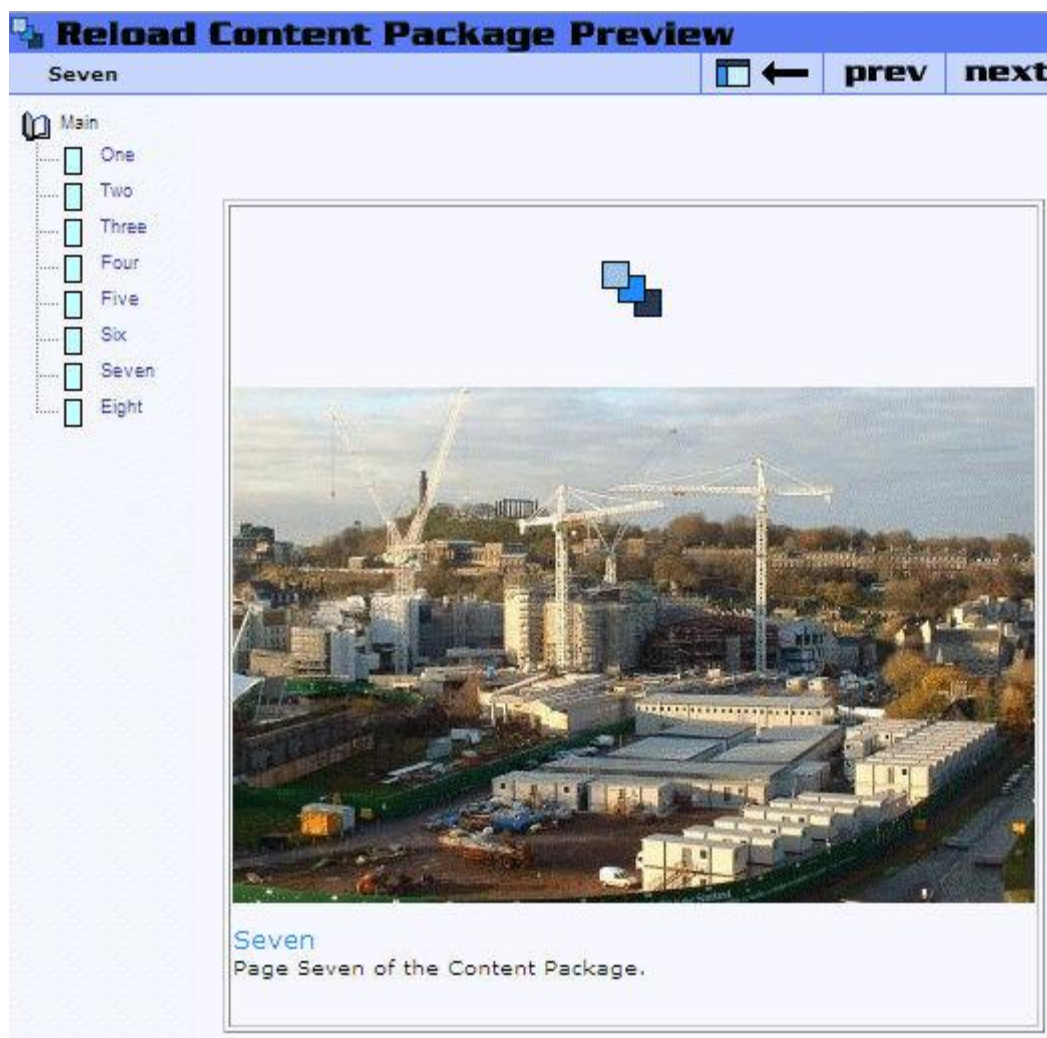 Reload Content Package Preview
Seven
prev
next
Main
One
Two
Three
Four
Five
Six
Seven
Eight
Seven
Page Seven of the Content Package.